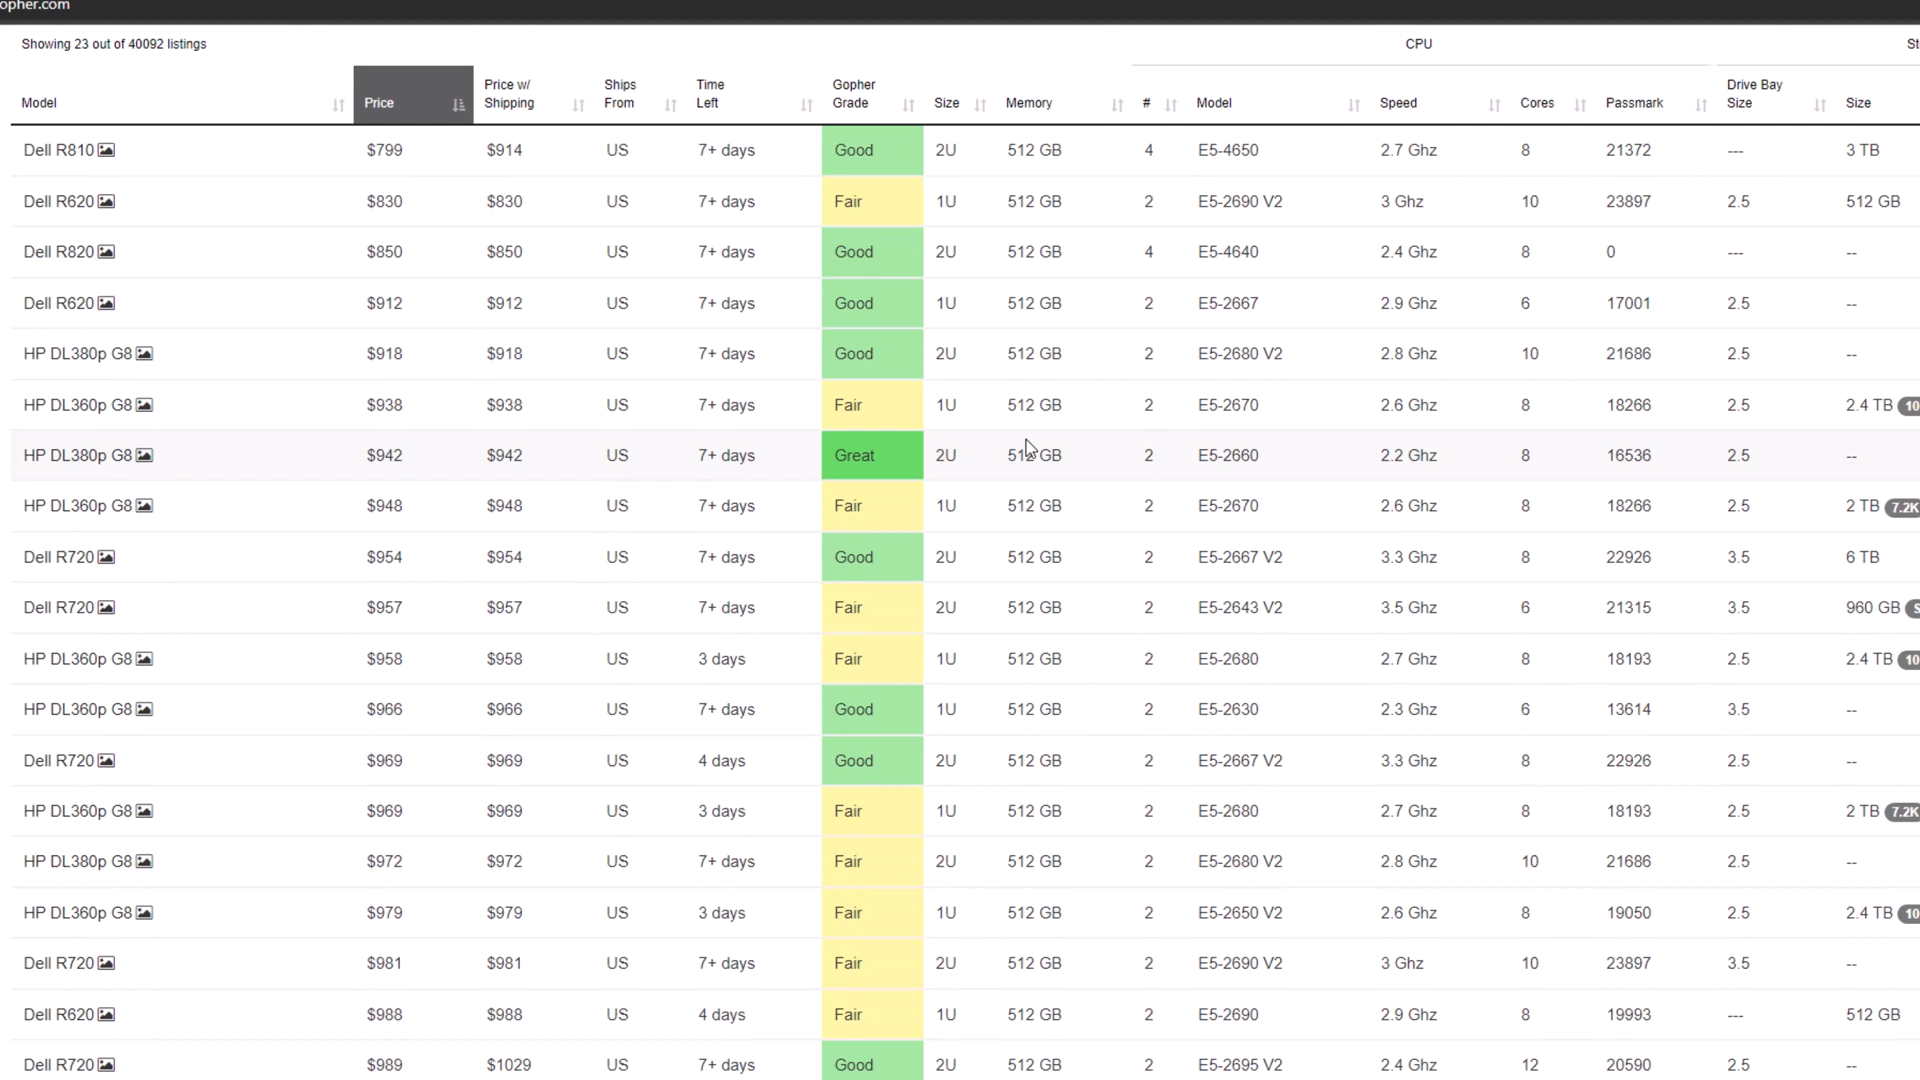 opher.com
Showing 23 out of 40092 listings
CPU St
Model Price Price w/ Shipping Ships From Time Left Gopher Grade Size Memory # Model Speed Cores Passmark Drive Bay Size Size
Dell R810 $799 $914 US 7+ days Good 2U 512 GB 4 E5-4650 2.7 Ghz 8 21372 --- 3 TB
Dell R620 $830 $830 US 7+ days Fair 1U 512 GB 2 E5-2690 V2 3 Ghz 10 23897 2.5 512 GB
Dell R820 $850 $850 US 7+ days Good 2U 512 GB 4 E5-4640 2.4 Ghz 8 0 --- --
Dell R620 $912 $912 US 7+ days Good 1U 512 GB 2 E5-2667 2.9 Ghz 6 17001 2.5 --
HP DL380p G8 $918 $918 US 7+ days Good 2U 512 GB 2 E5-2680 V2 2.8 Ghz 10 21686 2.5 --
HP DL360p G8 $938 $938 US 7+ days Fair 1U 512 GB 2 E5-2670 2.6 Ghz 8 18266 2.5 2.4 TB 10
HP DL380p G8 $942 $942 US 7+ days Great 2U 512 GB 2 E5-2660 2.2 Ghz 8 16536 2.5 --
HP DL360p G8 $948 $948 US 7+ days Fair 1U 512 GB 2 E5-2670 2.6 Ghz 8 18266 2.5 2 TB 7.2K
Dell R720 $954 $954 US 7+ days Good 2U 512 GB 2 E5-2667 V2 3.3 Ghz 8 22926 3.5 6 TB
Dell R720 $957 $957 US 7+ days Fair 2U 512 GB 2 E5-2643 V2 3.5 Ghz 6 21315 3.5 960 GB S
HP DL360p G8 $958 $958 US 3 days Fair 1U 512 GB 2 E5-2680 2.7 Ghz 8 18193 2.5 2.4 TB 10
HP DL360p G8 $966 $966 US 7+ days Good 1U 512 GB 2 E5-2630 2.3 Ghz 6 13614 3.5 --
Dell R720 $969 $969 US 4 days Good 2U 512 GB 2 E5-2667 V2 3.3 Ghz 8 22926 2.5 --
HP DL360p G8 $969 $969 US 3 days Fair 1U 512 GB 2 E5-2680 2.7 Ghz 8 18193 2.5 2 TB 7.2K
HP DL380p G8 $972 $972 US 7+ days Fair 2U 512 GB 2 E5-2680 V2 2.8 Ghz 10 21686 2.5 --
HP DL360p G8 $979 $979 US 3 days Fair 1U 512 GB 2 E5-2650 V2 2.6 Ghz 8 19050 2.5 2.4 TB 10
Dell R720 $981 $981 US 7+ days Fair 2U 512 GB 2 E5-2690 V2 3 Ghz 10 23897 3.5 --
Dell R620 $988 $988 US 4 days Fair 1U 512 GB 2 E5-2690 2.9 Ghz 8 19993 --- 512 GB
Dell R720 $989 $1029 US 7+ days Good 2U 512 GB 2 E5-2695 V2 2.4 Ghz 12 20590 2.5 --